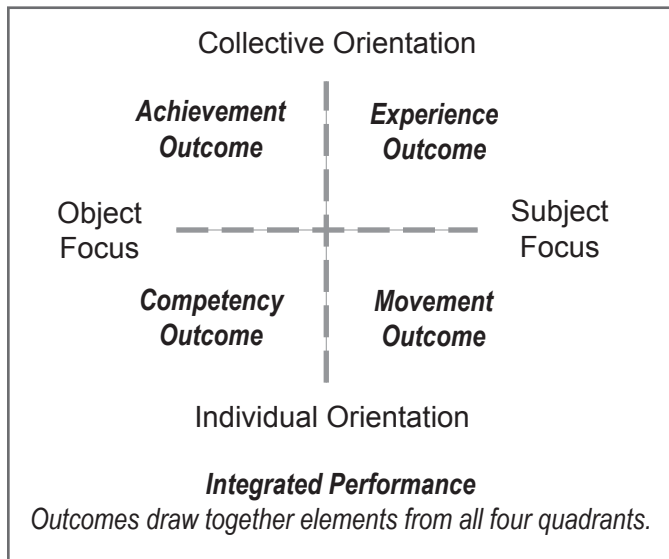 Collective Orientation
Achievement Outcome
Experience Outcome
Object Focus
Subject Focus
Competency Outcome
Movement Outcome
Individual Orientation
Integrated Performance
Outcomes draw together elements from all four quadrants.